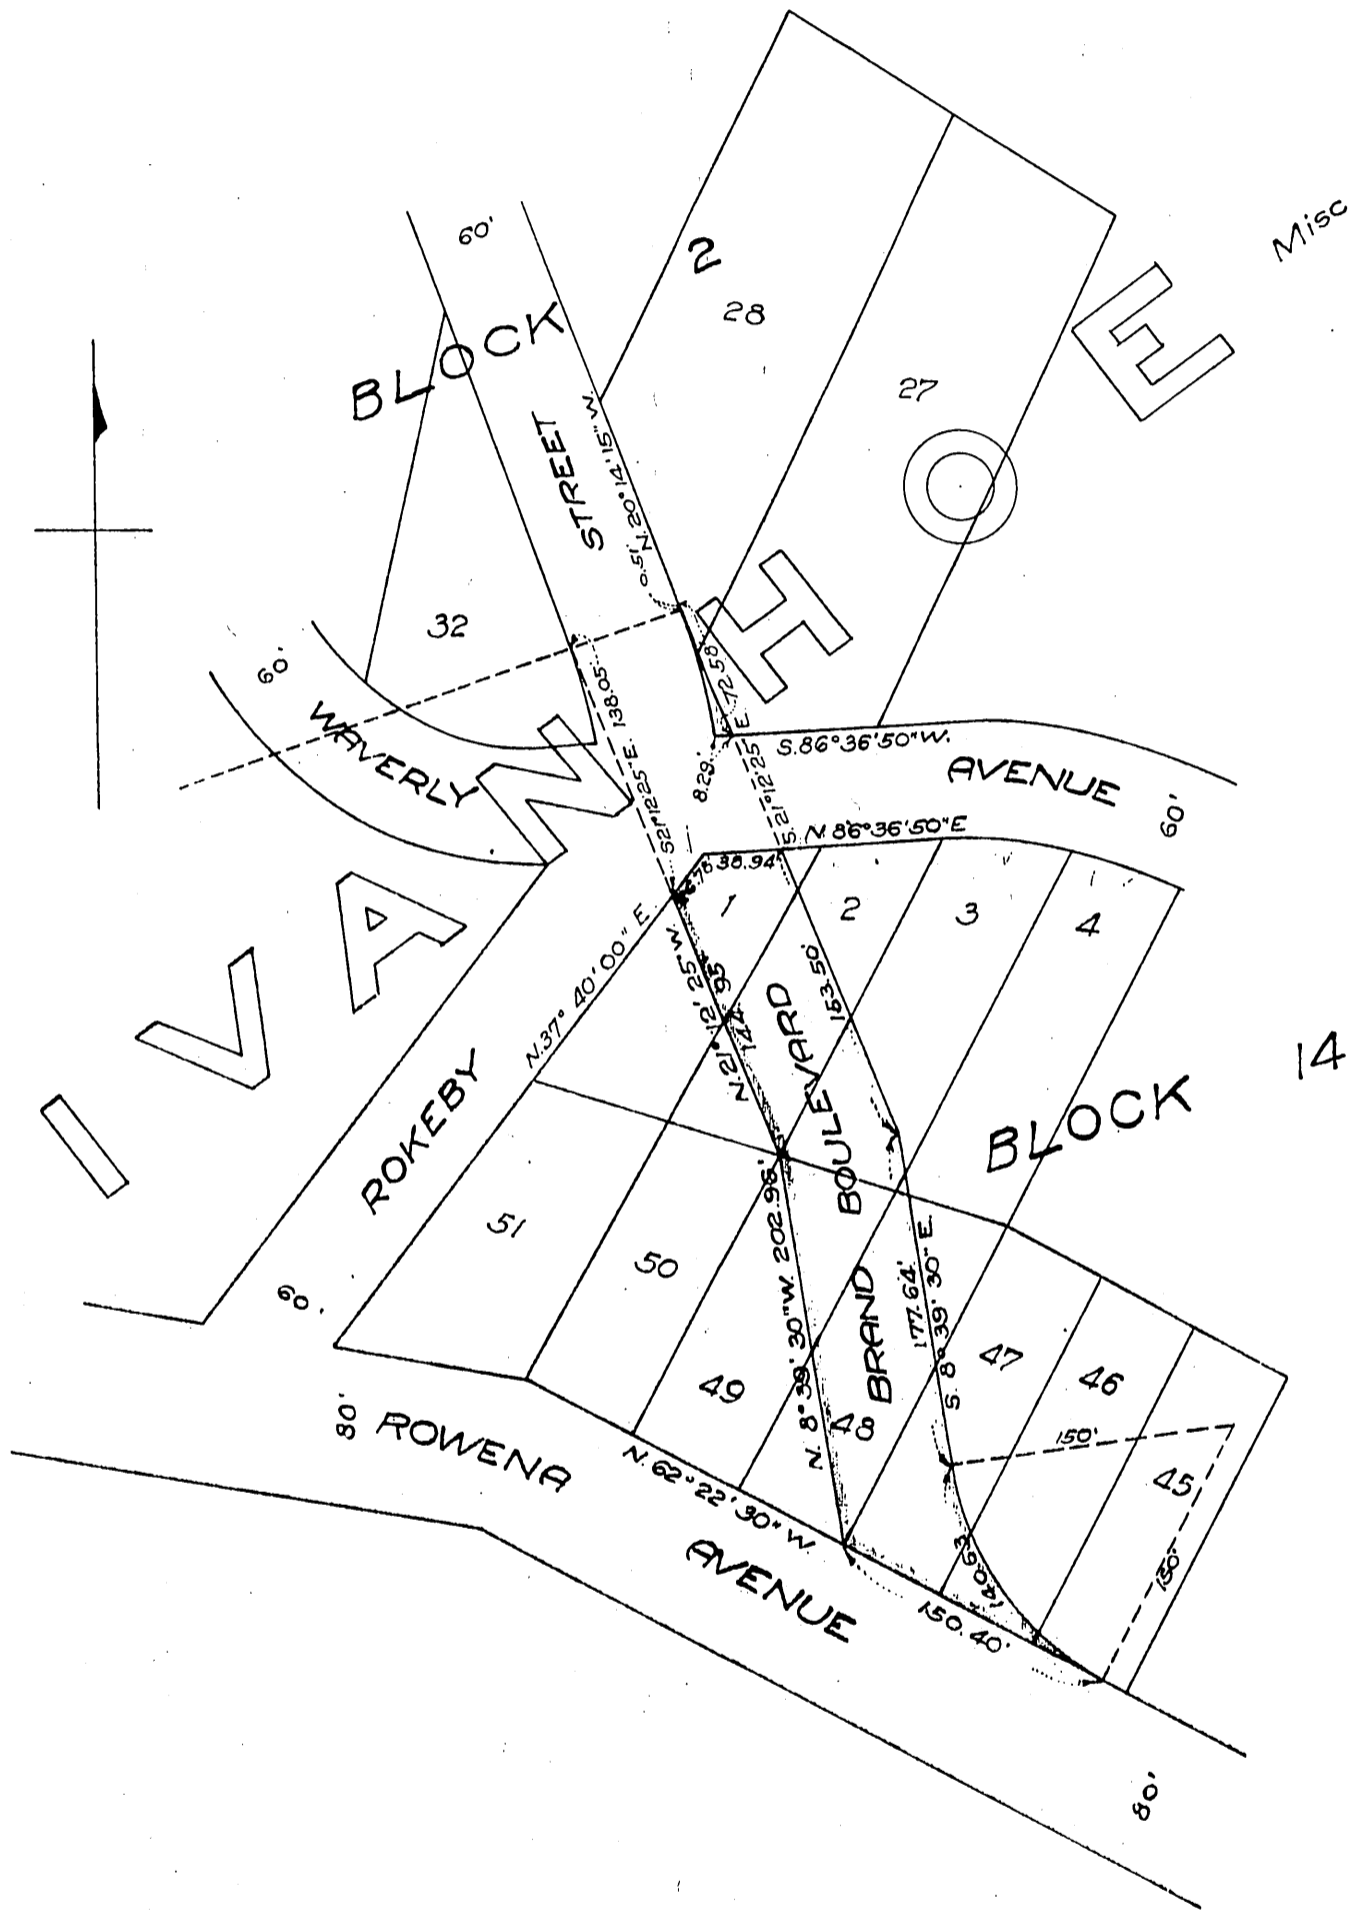 60'
2
28
Misc
BLOCK
E
27
STREET
N. 20° 14' 15" W.
0.51'
32
H
60'
WAVERLY
138.05'
S 21° 12' 25" E.
72.58
E.
S. 21° 12' 25"
8.29'
S. 86° 36' 50" W.
AVENUE
60'
N. 86° 36' 50" E
38.94
1
2
3
4
I V A N
N. 37° 40' 00" E.
N. 21° 12' 25" W.
144.95
153.50'
BOULEVARD
14
BLOCK
ROKEBY
51
50
202.96'
N. 8° 39' 30" W.
BRAND
177.64'
S. 8° 39' 30" E.
60'
49
48
47
46
45
80'
ROWENA
N. 62° 22' 30" W.
150'
150'
140.63
AVENUE
150.40'
80'